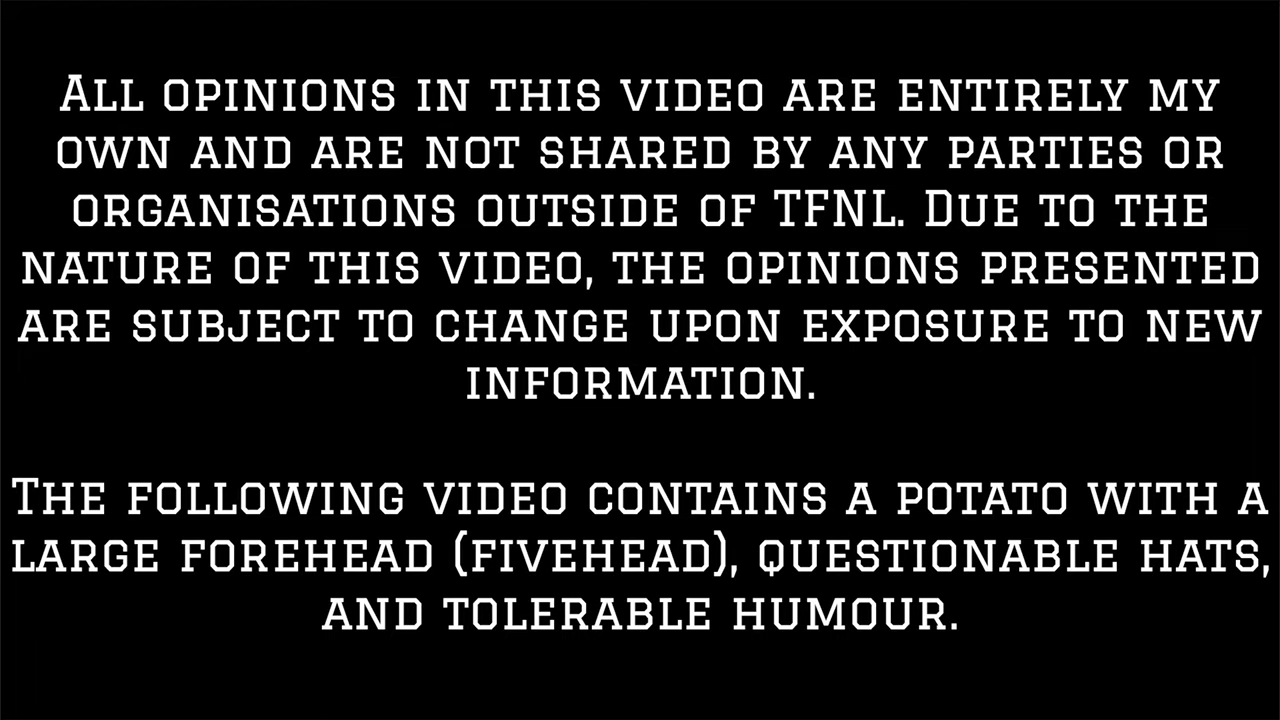 All opinions in this video are entirely my
own and are not shared by any parties or
organisations outside of TFNL. Due to the
nature of this video, the opinions presented
are subject to change upon exposure to new
information.
The following video contains a potato with a
large forehead (fivehead), questionable hats,
and tolerable humour.